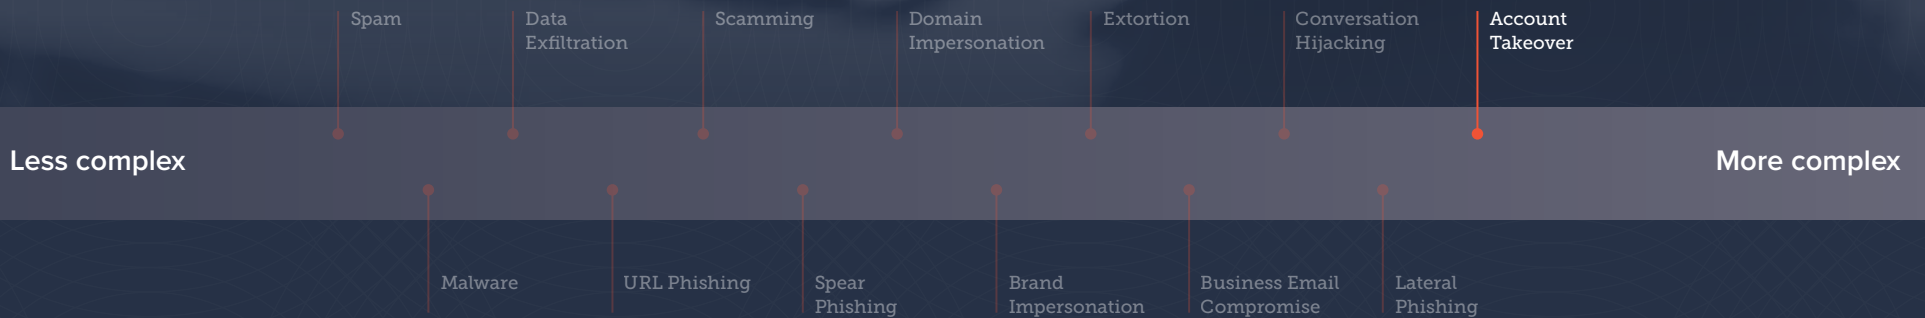 Spam
Data
Exfiltration
Scamming
Domain
Impersonation
Extortion
Conversation
Hijacking
Account
Takeover
Less complex
More complex
Malware
URL Phishing
Spear
Phishing
Brand
Impersonation
Business Email
Compromise
Lateral
Phishing